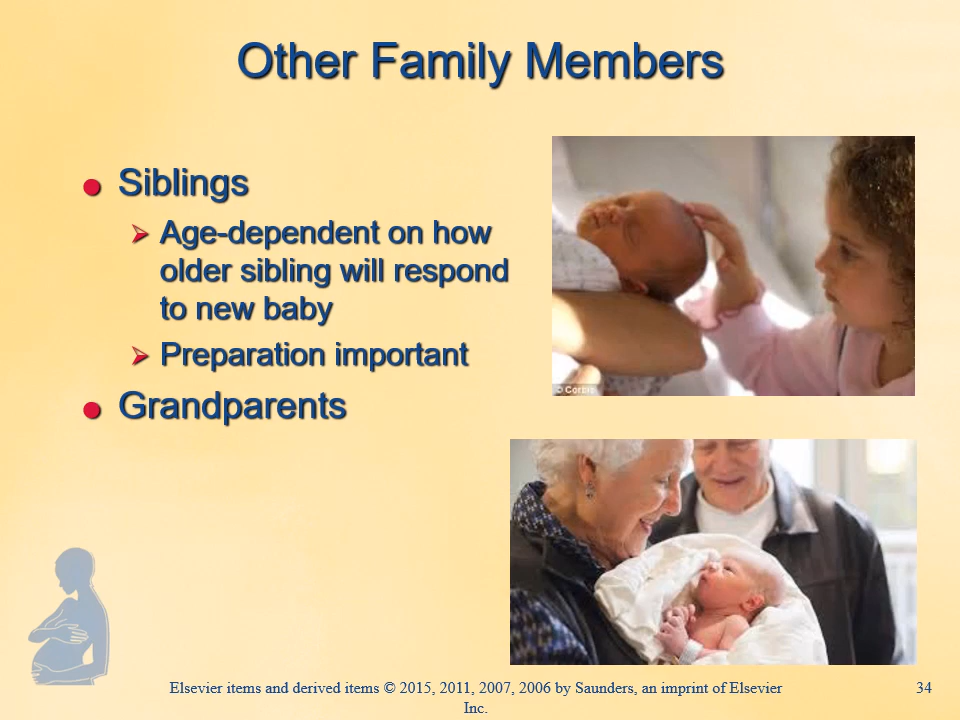 Other Family Members
Siblings
Age-dependent on how
older sibling will respond
to new baby
Preparation important
Grandparents
© Corbis
Elsevier items and derived items © 2015, 2011, 2007, 2006 by Saunders, an imprint of Elsevier
Inc.
34